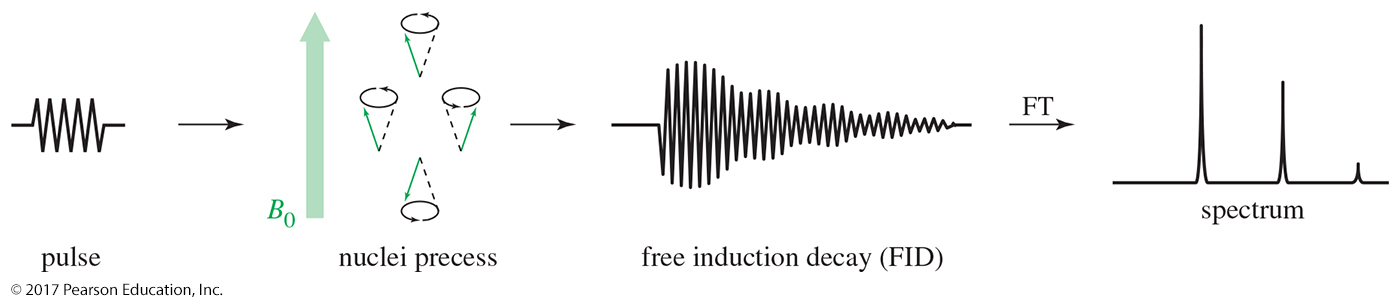 FT
B0
spectrum
pulse
nuclei precess
free induction decay (FID)
© 2017 Pearson Education, Inc.